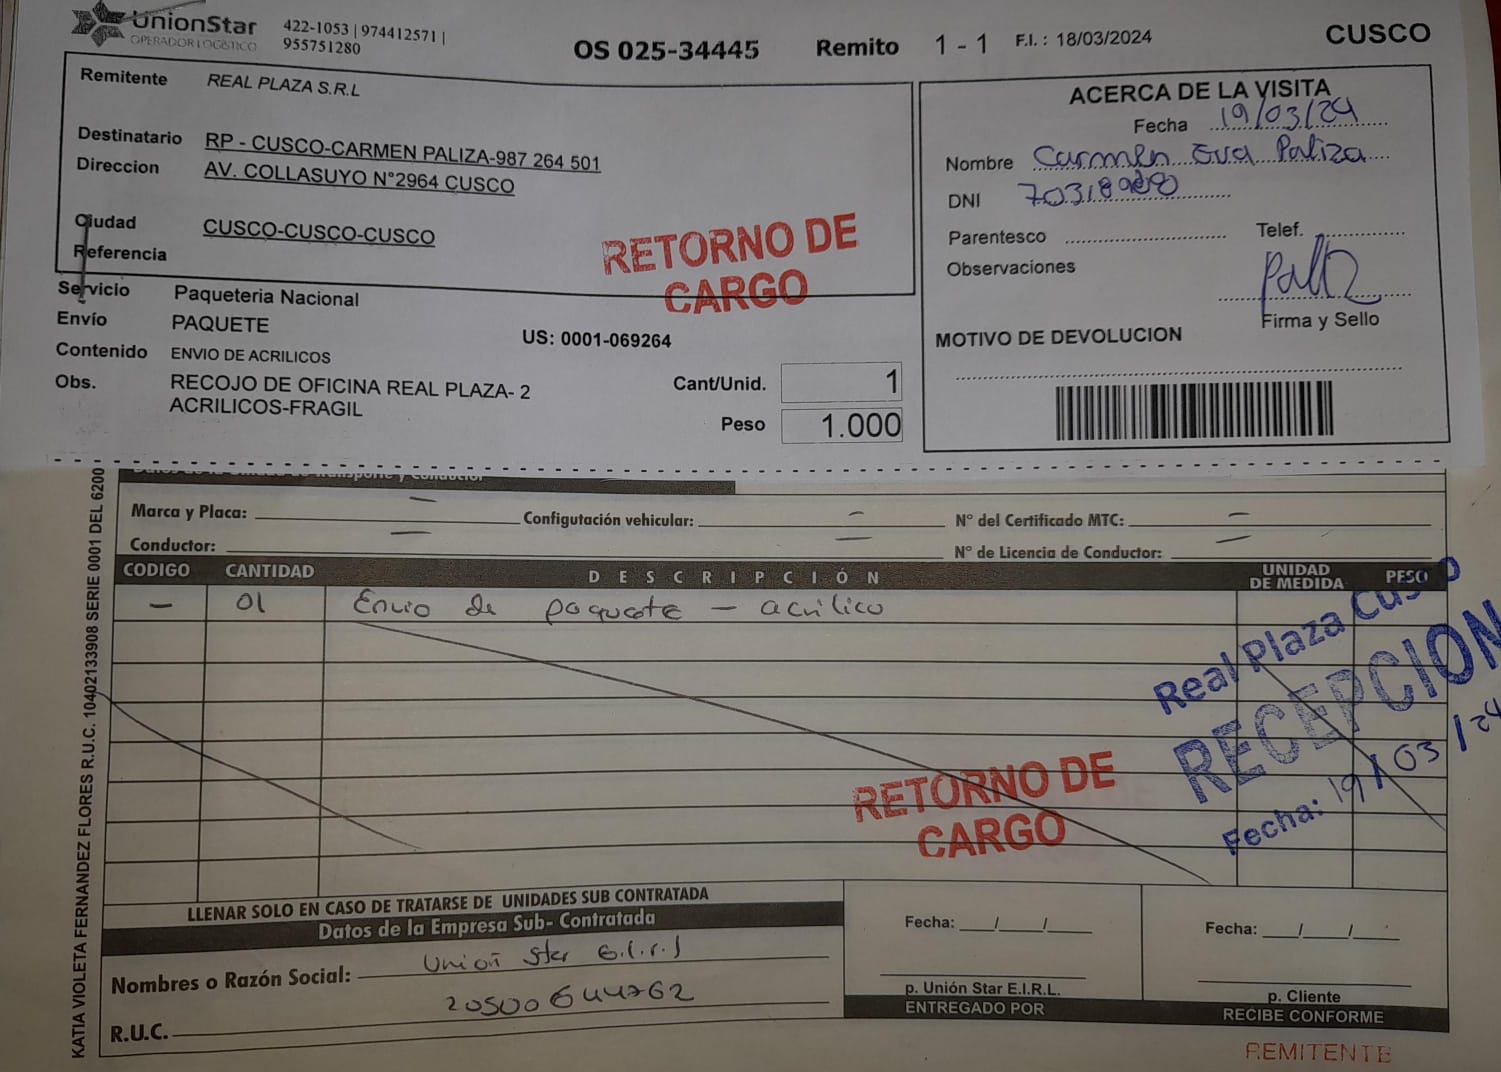 UnionStar
OPERADOR LOGÍSTICO
422-1053 | 974412571 |
955751280
OS 025-34445 Remito 1 - 1 F.I. : 18/03/2024 CUSCO
Remitente REAL PLAZA S.R.L
Destinatario RP - CUSCO-CARMEN PALIZA-987 264 501
Direccion AV. COLLASUYO N°2964 CUSCO
Ciudad CUSCO-CUSCO-CUSCO
Referencia
RETORNO DE
CARGO
Servicio Paqueteria Nacional
Envío PAQUETE
US: 0001-069264
Contenido ENVIO DE ACRILICOS
Obs. RECOJO DE OFICINA REAL PLAZA- 2
ACRILICOS-FRAGIL
Cant/Unid. 1
Peso 1.000
ACERCA DE LA VISITA
Fecha 19/03/24
Nombre Carmen Eva Paliza
DNI
Parentesco Telef.
Observaciones
Firma y Sello
MOTIVO DE DEVOLUCION
Marca y Placa: — Configutación vehicular: — N° del Certificado MTC: —
Conductor: — — N° de Licencia de Conductor: —
CODIGO CANTIDAD DESCRIPCIÓN UNIDAD DE MEDIDA PESO
— 01 Envio de paquete - acrilico
Real Plaza Cusco
RECEPCION
Fecha: 19/03/24
RETORNO DE
CARGO
LLENAR SOLO EN CASO DE TRATARSE DE UNIDADES SUB CONTRATADA
Datos de la Empresa Sub- Contratada
Nombres o Razón Social: Union Star E.I.r.l
R.U.C. 20500644762
Fecha: __/__/__
p. Unión Star E.I.R.L.
ENTREGADO POR
Fecha: __/__/__
p. Cliente
RECIBE CONFORME
REMITENTE
KATIA VIOLETA FERNANDEZ FLORES R.U.C. 10402133908 SERIE 0001 DEL 6200